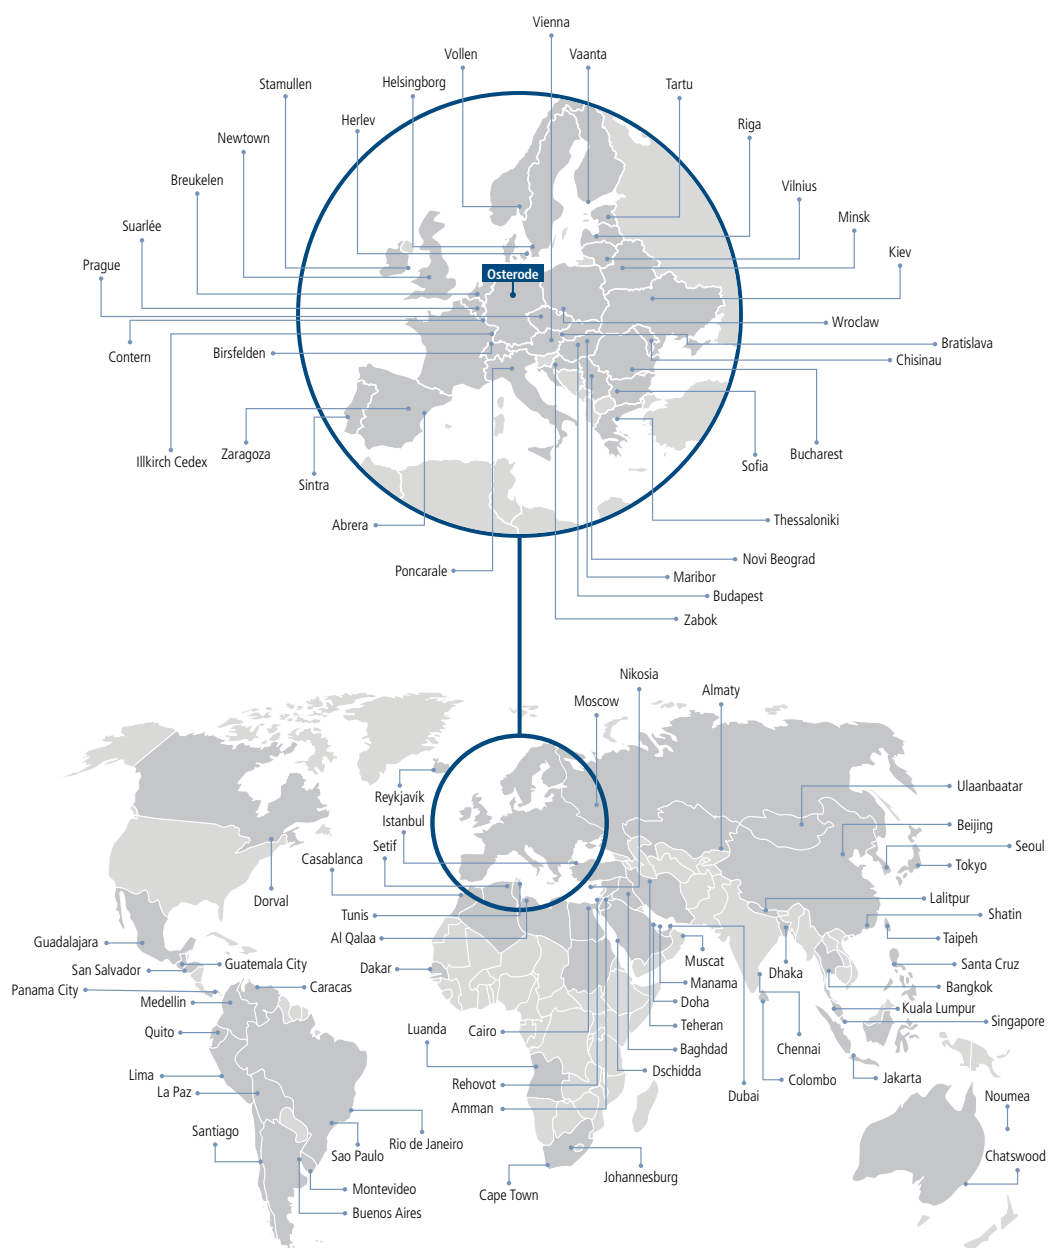 Vienna
Vollen
Vaanta
Stamullen
Helsingborg
Tartu
Herlev
Riga
Newtown
Breukelen
Vilnius
Suarlée
Minsk
Prague
Kiev
Osterode
Wroclaw
Contern
Birsfelden
Bratislava
Chisinau
Illkirch Cedex
Zaragoza
Sofia
Bucharest
Sintra
Abrera
Thessaloniki
Poncarale
Novi Beograd
Maribor
Budapest
Zabok
Nikosia
Moscow
Almaty
Reykjavík
Ulaanbaatar
Istanbul
Beijing
Setif
Seoul
Casablanca
Tokyo
Dorval
Lalitpur
Tunis
Shatin
Al Qalaa
Taipeh
Guadalajara
Guatemala City
San Salvador
Dakar
Muscat
Dhaka
Santa Cruz
Panama City
Caracas
Manama
Bangkok
Medellin
Doha
Kuala Lumpur
Quito
Luanda
Cairo
Teheran
Singapore
Baghdad
Chennai
Lima
Rehovot
Dschidda
Colombo
Jakarta
La Paz
Amman
Dubai
Noumea
Santiago
Rio de Janeiro
Sao Paulo
Chatswood
Johannesburg
Montevideo
Cape Town
Buenos Aires